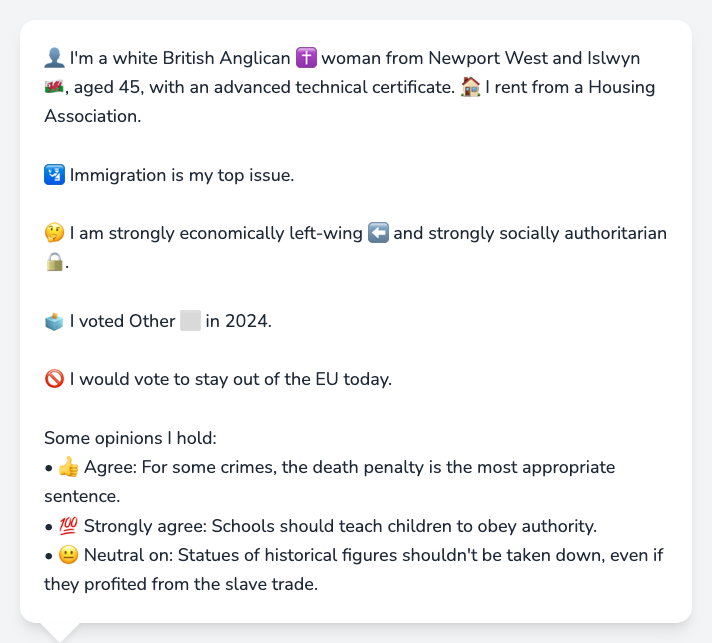 👤 I'm a white British Anglican ✝️ woman from Newport West and Islwyn
🏴󠁧󠁢󠁷󠁬󠁳󠁿, aged 45, with an advanced technical certificate. 🏠 I rent from a Housing
Association.
🛂 Immigration is my top issue.
🤔 I am strongly economically left-wing ⬅️ and strongly socially authoritarian
🔒.
🗳️ I voted Other ⬜ in 2024.
🚫 I would vote to stay out of the EU today.
Some opinions I hold:
• 👍 Agree: For some crimes, the death penalty is the most appropriate
sentence.
• 💯 Strongly agree: Schools should teach children to obey authority.
• 😐 Neutral on: Statues of historical figures shouldn't be taken down, even if
they profited from the slave trade.